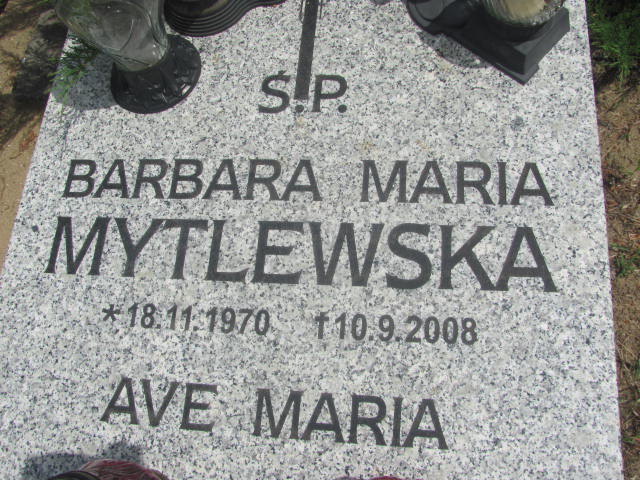 Ś.P.
BARBARA MARIA
MYTLEWSKA
*18.11.1970 †10.9.2008
AVE MARIA